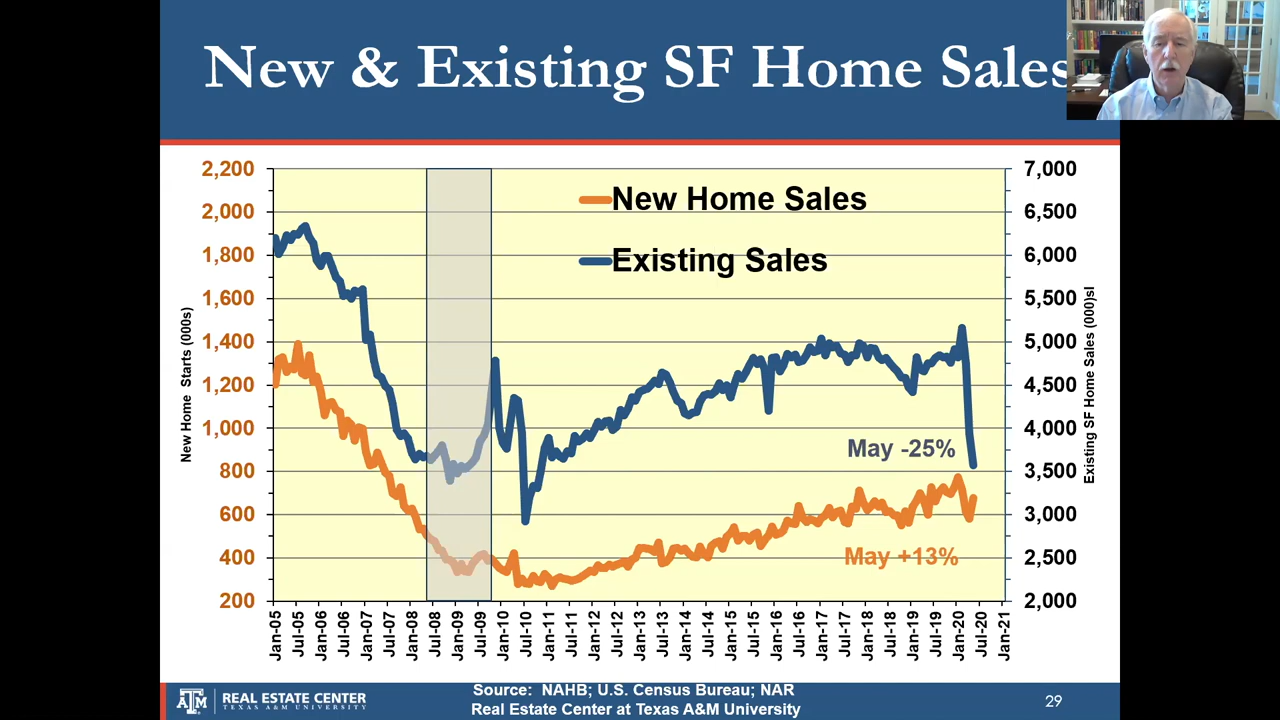 New & Existing SF Home Sales
2,200
2,000
1,800
1,600
1,400
1,200
1,000
800
600
400
200
New Home Starts (000s)
New Home Sales
Existing Sales
May -25%
May +13%
7,000
6,500
6,000
5,500
5,000
4,500
4,000
3,500
3,000
2,500
2,000
Existing SF Home Sales (000)sl
Jan-05
Jul-05
Jan-06
Jul-06
Jan-07
Jul-07
Jan-08
Jul-08
Jan-09
Jul-09
Jan-10
Jul-10
Jan-11
Jul-11
Jan-12
Jul-12
Jan-13
Jul-13
Jan-14
Jul-14
Jan-15
Jul-15
Jan-16
Jul-16
Jan-17
Jul-17
Jan-18
Jul-18
Jan-19
Jul-19
Jan-20
Jul-20
Jan-21
ATM
REAL ESTATE CENTER
TEXAS A&M UNIVERSITY
Source: NAHB; U.S. Census Bureau; NAR
Real Estate Center at Texas A&M University
29